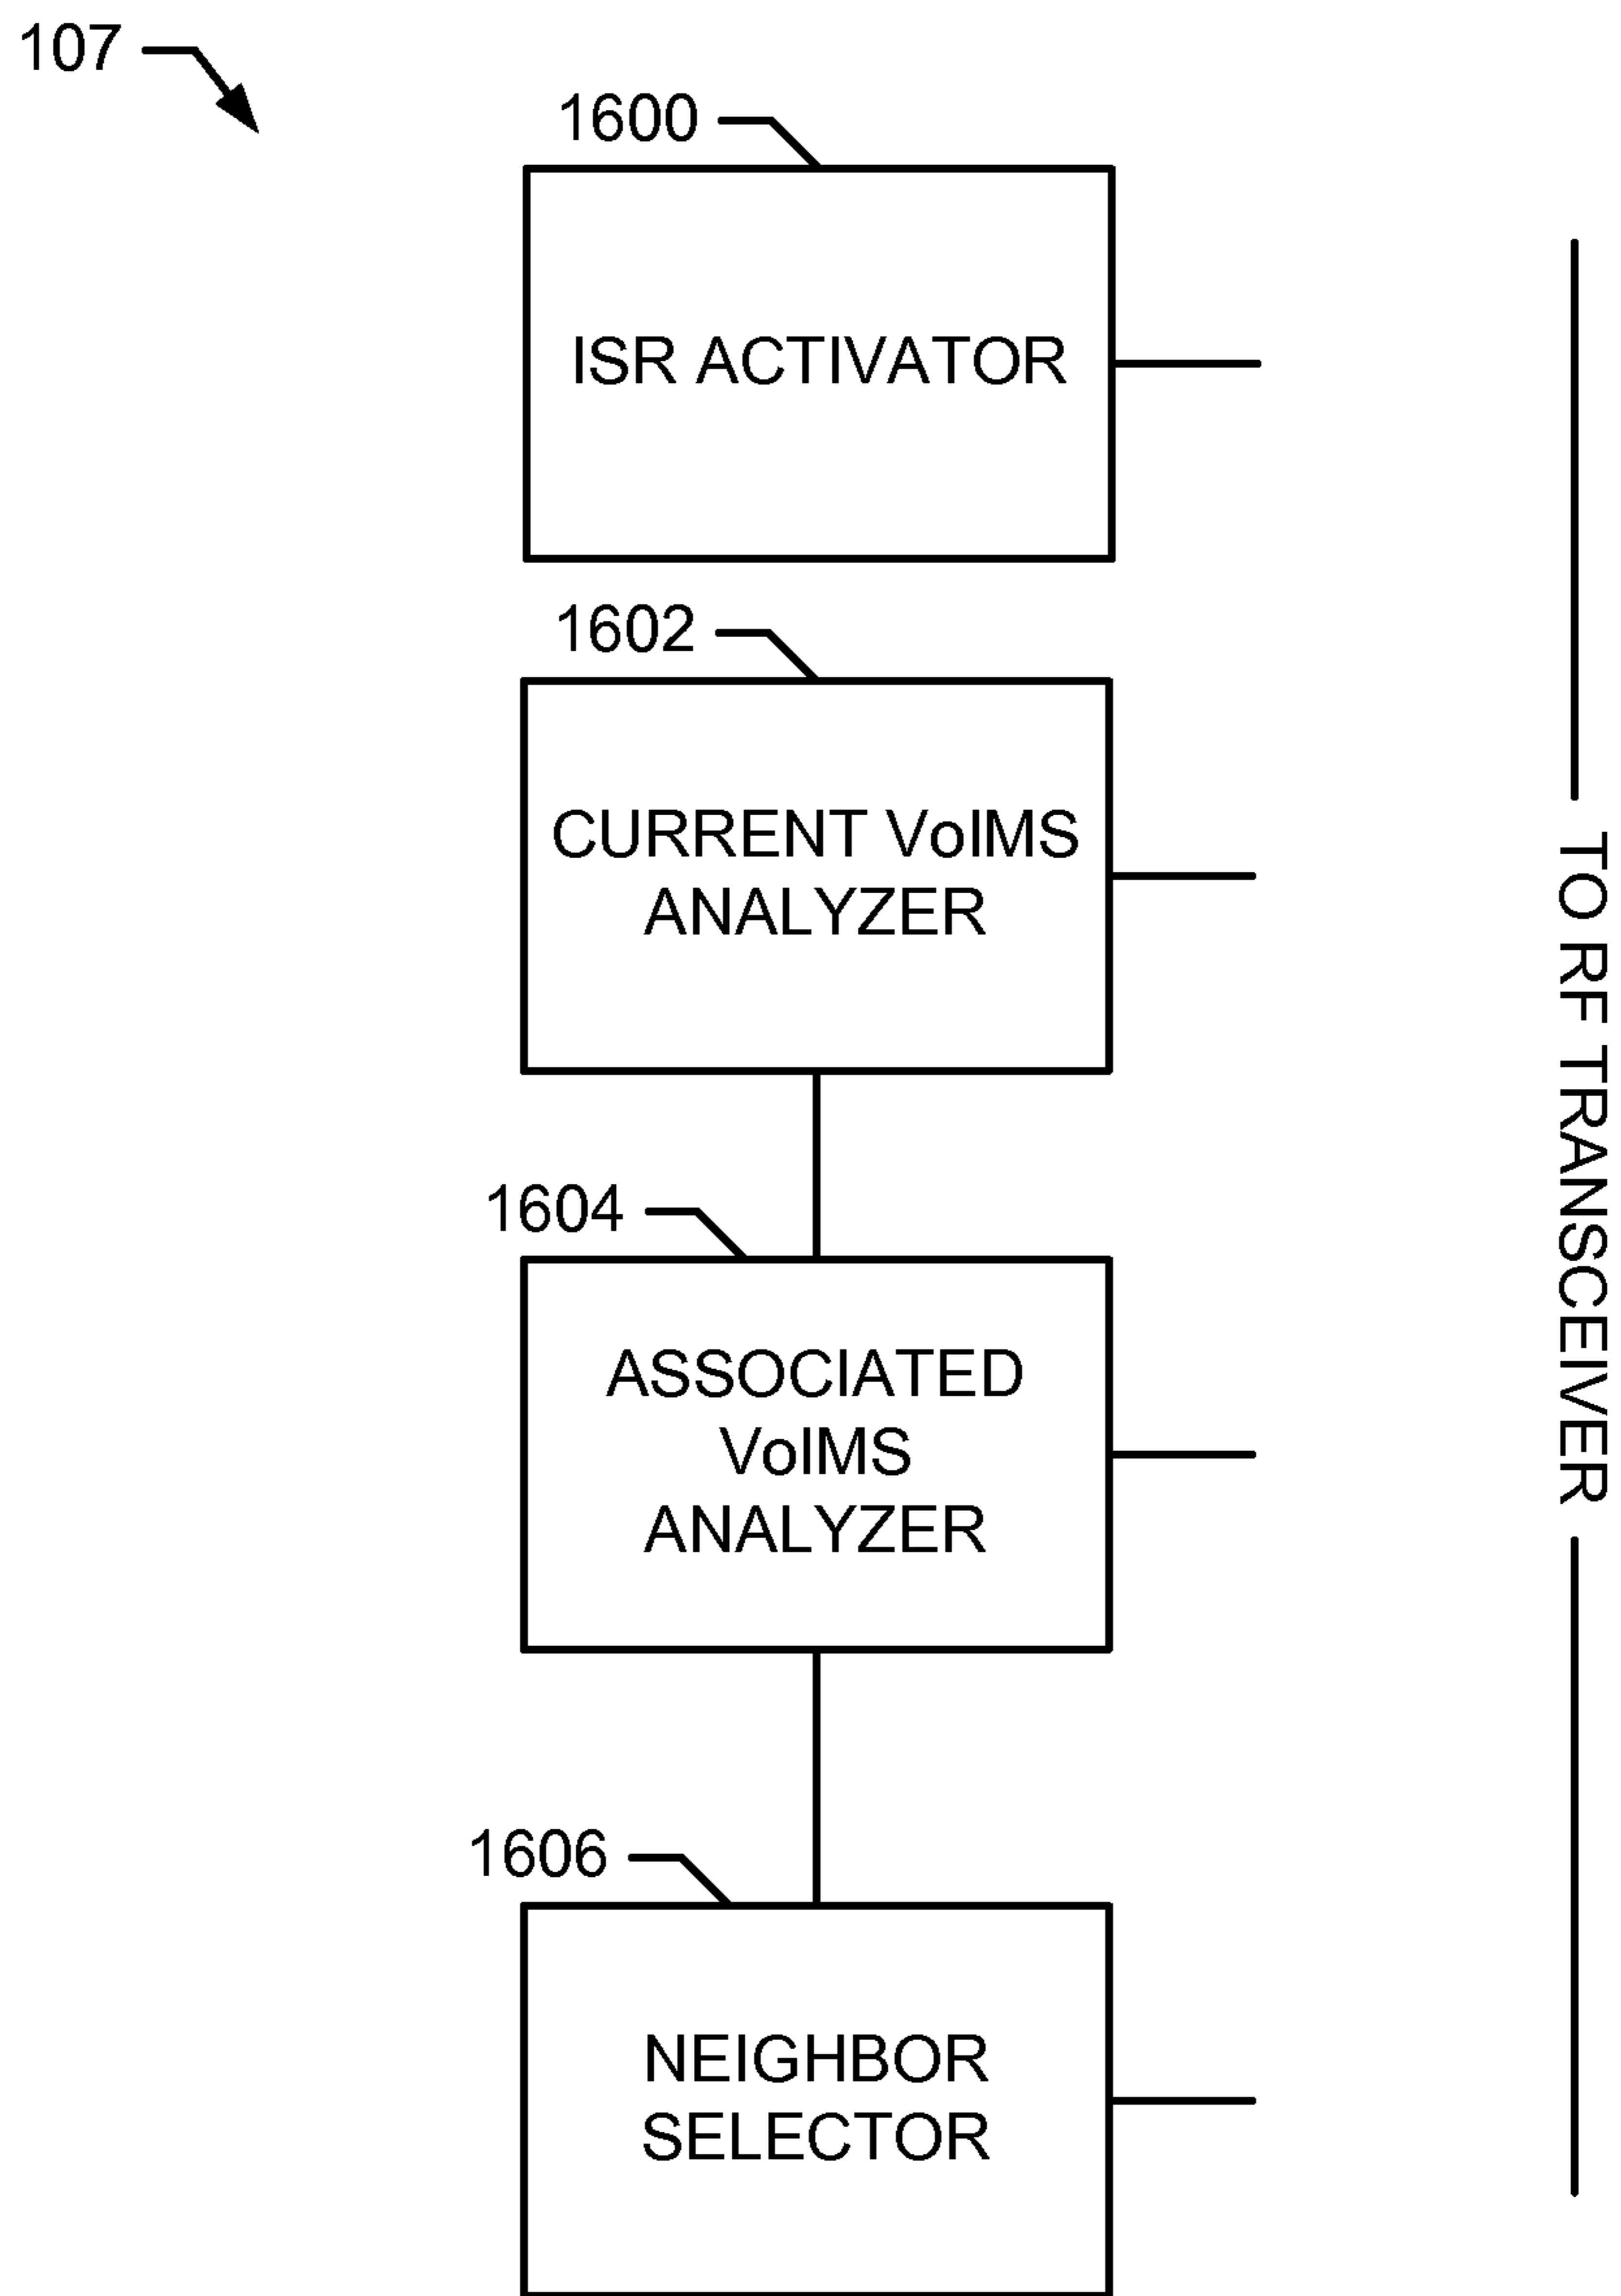 107
1600
ISR ACTIVATOR
1602
CURRENT VoIMS
ANALYZER
1604
ASSOCIATED
VoIMS
ANALYZER
1606
NEIGHBOR
SELECTOR
TO RF TRANSCEIVER